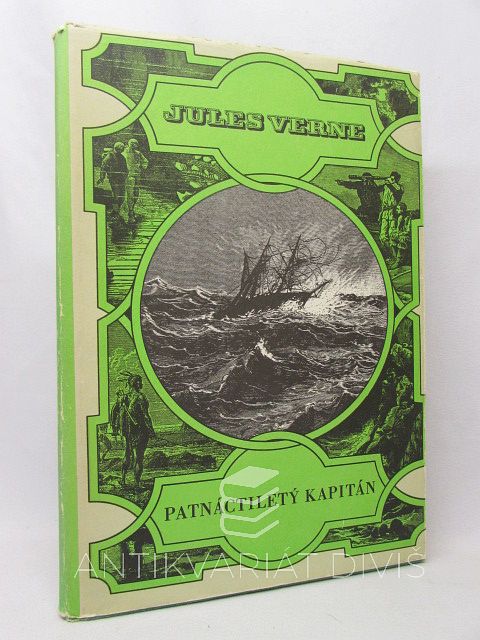 JULES VERNE
PATNÁCTILETÝ KAPITÁN
ANTIKVARIÁT DIVIŠ